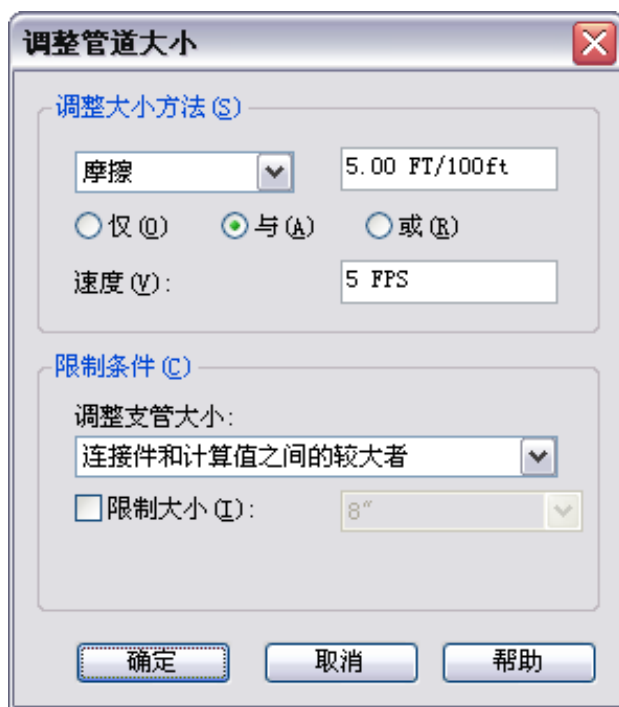 调整管道大小
调整大小方法(S)
摩擦 5.00 FT/100ft
仅(O) 与(A) 或(R)
速度(V): 5 FPS
限制条件(C)
调整支管大小:
连接件和计算值之间的较大者
限制大小(I): 8"
确定 取消 帮助